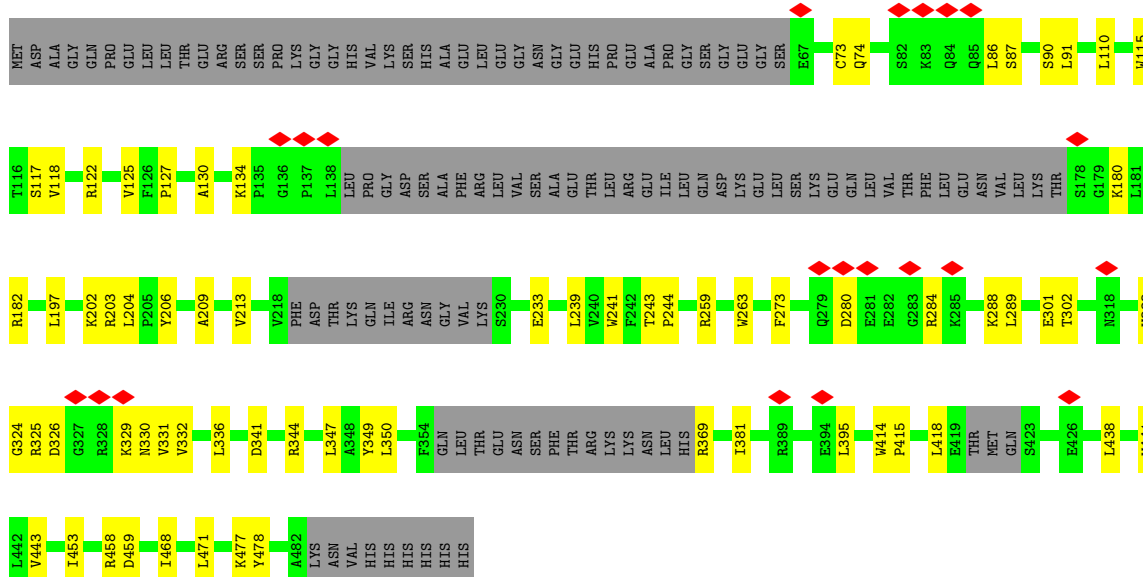 MET ASP ALA GLY GLN PRO GLU LEU LEU THR GLU ARG SER SER PRO LYS GLY GLY HIS VAL LYS SER HIS ALA GLU LEU GLU GLY ASN GLY GLU HIS PRO GLU ALA PRO GLY SER GLY GLU GLY SER E67 C73 Q74 S82 K83 Q84 Q85 L86 S87 S90 L91 L110 W115
T116 S117 V118 R122 V125 F126 P127 A130 K134 P135 G136 P137 L138 LEU PRO GLY ASP SER ALA PHE ARG LEU VAL SER ALA GLU THR LEU ARG GLU ILE LEU GLN ASP LYS GLU LEU SER LYS GLU GLN LEU VAL THR PHE LEU GLU ASN VAL LEU LYS THR S178 G179 K180 L181
R182 L197 K202 R203 L204 P205 Y206 A209 V213 V218 PHE ASP THR LYS GLN ILE ARG ASN GLY VAL LYS S230 E233 L239 V240 W241 F242 T243 P244 R259 W263 F273 Q279 D280 E281 E282 G283 R284 K285 K288 L289 E301 T302 N318
G324 R325 D326 G327 R328 K329 N330 V331 V332 L336 D341 R344 L347 A348 Y349 L350 F354 GLN LEU THR GLU ASN SER PHE THR ARG LYS LYS ASN LEU HIS R369 I381 R389 E394 L395 W414 P415 L418 E419 THR MET GLN S423 E426 L438
L442 V443 I453 R458 D459 I468 L471 K477 Y478 A482 LYS ASN VAL HIS HIS HIS HIS HIS HIS